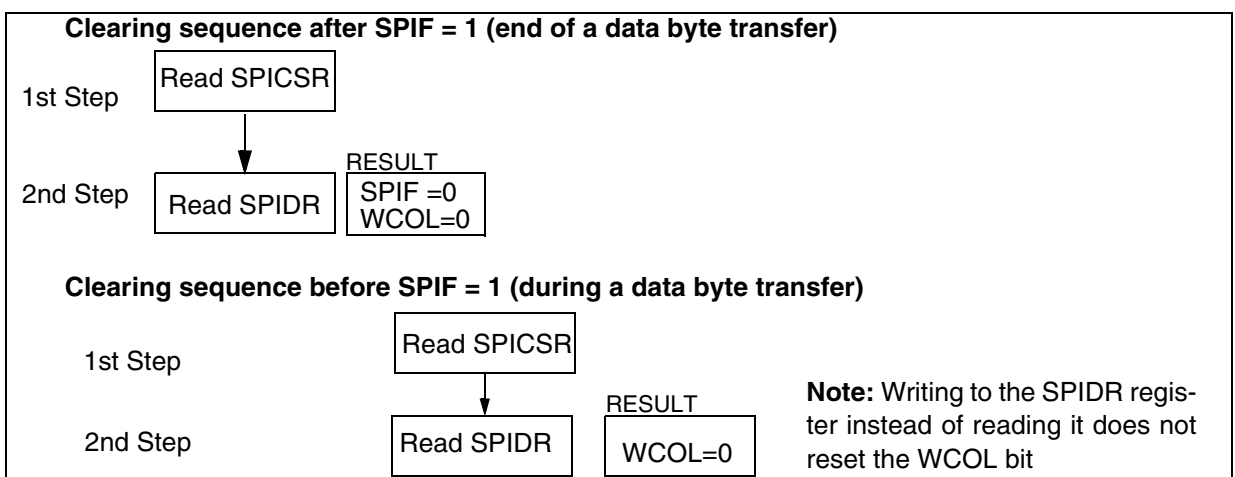 Clearing sequence after SPIF = 1 (end of a data byte transfer)
1st Step
Read SPICSR
2nd Step
Read SPIDR
RESULT
SPIF =0
WCOL=0
Clearing sequence before SPIF = 1 (during a data byte transfer)
1st Step
Read SPICSR
2nd Step
Read SPIDR
RESULT
WCOL=0
Note: Writing to the SPIDR regis-
ter instead of reading it does not
reset the WCOL bit